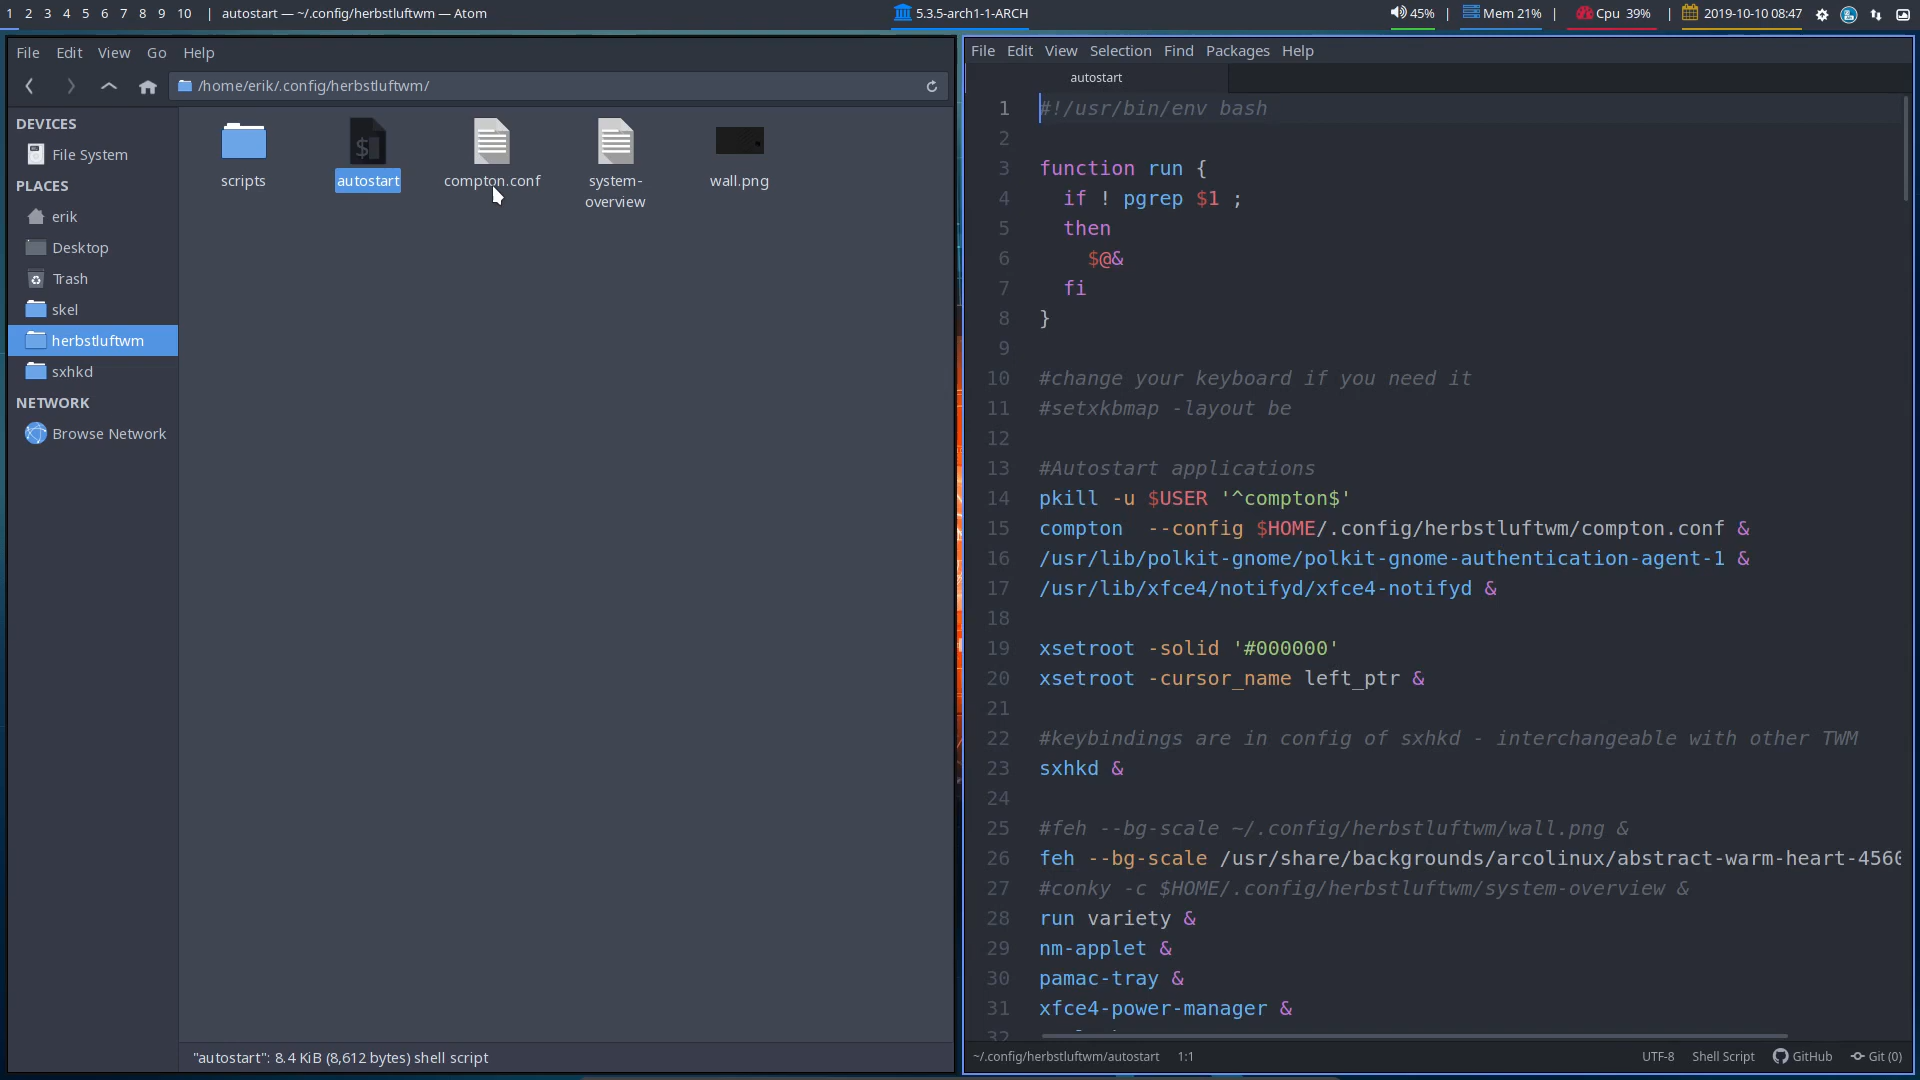 1 2 3 4 5 6 7 8 9 10 | autostart — ~/.config/herbstluftwm — Atom
5.3.5-arch1-1-ARCH
45% | Mem 21% | Cpu 39% | 2019-10-10 08:47
File Edit View Go Help
/home/erik/.config/herbstluftwm/
DEVICES
File System
PLACES
erik
Desktop
Trash
skel
herbstluftwm
sxhkd
NETWORK
Browse Network
scripts
$
autostart
compton.conf
system-
overview
wall.png
"autostart": 8.4 KiB (8,612 bytes) shell script
File Edit View Selection Find Packages Help
autostart
1 #!/usr/bin/env bash
2
3 function run {
4 if ! pgrep $1 ;
5 then
6 $@&
7 fi
8 }
9
10 #change your keyboard if you need it
11 #setxkbmap -layout be
12
13 #Autostart applications
14 pkill -u $USER '^compton$'
15 compton  --config $HOME/.config/herbstluftwm/compton.conf &
16 /usr/lib/polkit-gnome/polkit-gnome-authentication-agent-1 &
17 /usr/lib/xfce4/notifyd/xfce4-notifyd &
18
19 xsetroot -solid '#000000'
20 xsetroot -cursor_name left_ptr &
21
22 #keybindings are in config of sxhkd - interchangeable with other TWM
23 sxhkd &
24
25 #feh --bg-scale ~/.config/herbstluftwm/wall.png &
26 feh --bg-scale /usr/share/backgrounds/arcolinux/abstract-warm-heart-4560
27 #conky -c $HOME/.config/herbstluftwm/system-overview &
28 run variety &
29 nm-applet &
30 pamac-tray &
31 xfce4-power-manager &
32
~/.config/herbstluftwm/autostart 1:1
UTF-8 Shell Script GitHub Git (0)